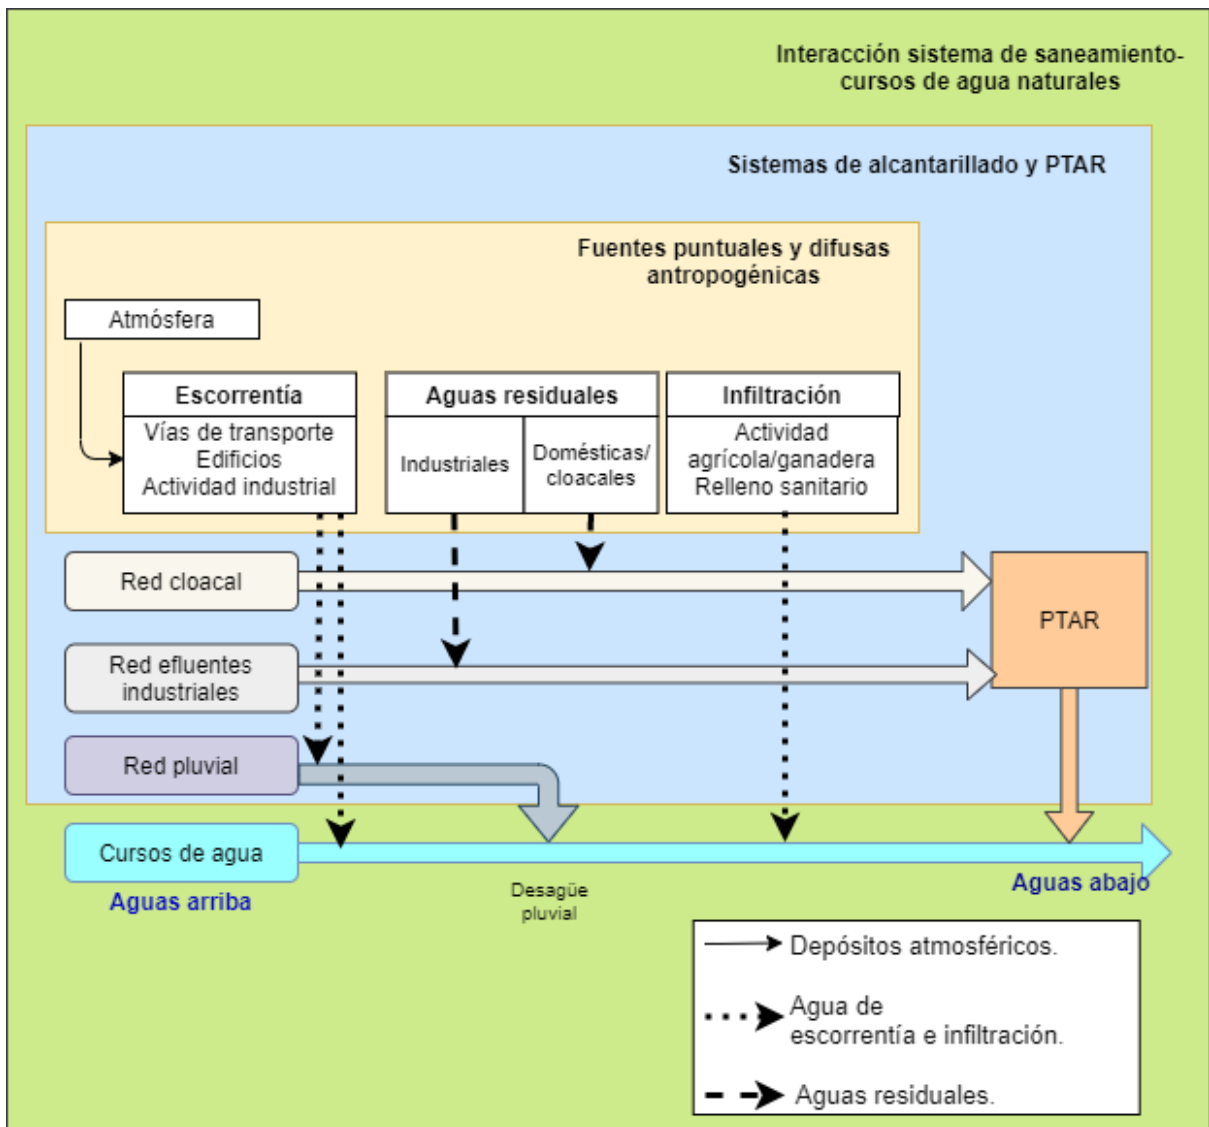 Interacción sistema de saneamiento-
cursos de agua naturales
Sistemas de alcantarillado y PTAR
Fuentes puntuales y difusas
antropogénicas
Atmósfera
Escorrentía
Vías de transporte
Edificios
Actividad industrial
Aguas residuales
Industriales
Domésticas/
cloacales
Infiltración
Actividad
agrícola/ganadera
Relleno sanitario
Red cloacal
PTAR
Red efluentes
industriales
Red pluvial
Cursos de agua
Aguas arriba
Desagüe
pluvial
Aguas abajo
Depósitos atmosféricos.
Agua de
escorrentía e infiltración.
Aguas residuales.